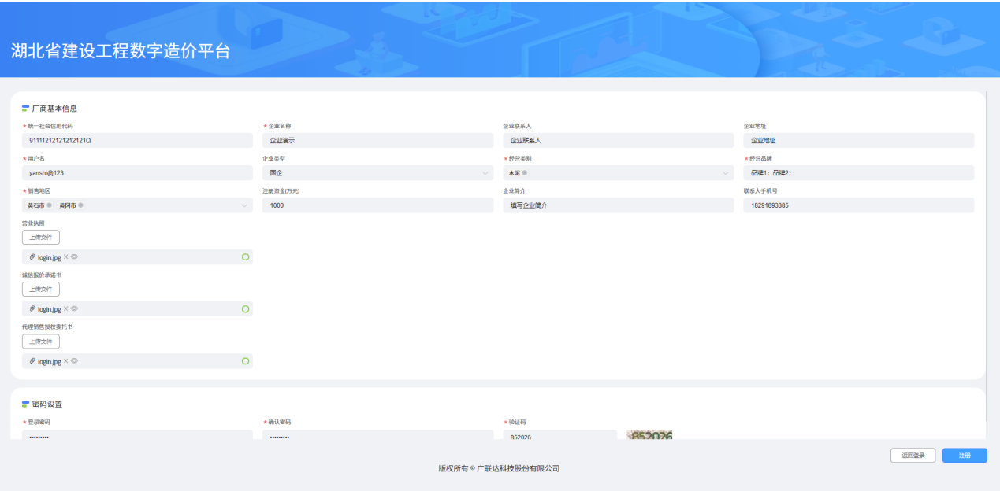 湖北省建设工程数字造价平台
厂商基本信息
* 统一社会信用代码 * 企业名称 企业联系人 企业地址
91111212121212121Q 企业演示 企业联系人 企业地址
* 用户名 企业类型 * 经营类别 * 经营品牌
yanshi@123 国企 水泥 品牌1；品牌2；
* 销售地区 注册资金(万元) 企业简介 联系人手机号
黄石市 黄冈市 1000 填写企业简介 18291893385
营业执照
上传文件
login.jpg
诚信报价承诺书
上传文件
login.jpg
代理销售授权委托书
上传文件
login.jpg
密码设置
* 登录密码 * 确认密码 * 验证码
••••••••• ••••••••• 852026 852026
返回登录 注册
版权所有 © 广联达科技股份有限公司